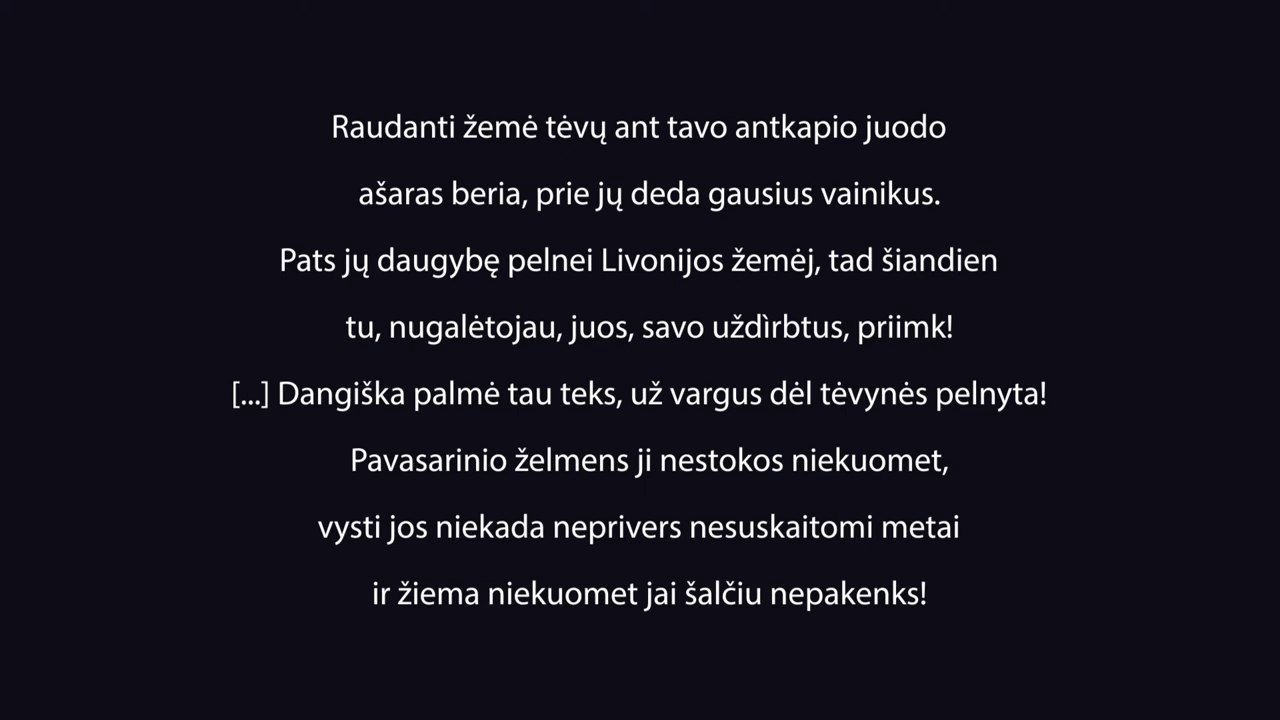 Raudanti žemė tėvų ant tavo antkapio juodo
ašaras beria, prie jų deda gausius vainikus.
Pats jų daugybę pelnei Livonijos žemėj, tad šiandien
tu, nugalėtojau, juos, savo uždìrbtus, priimk!
[...] Dangiška palmė tau teks, už vargus dėl tėvynės pelnyta!
Pavasarinio želmens ji nestokos niekuomet,
vysti jos niekada neprivers nesuskaitomi metai
ir žiema niekuomet jai šalčiu nepakenks!